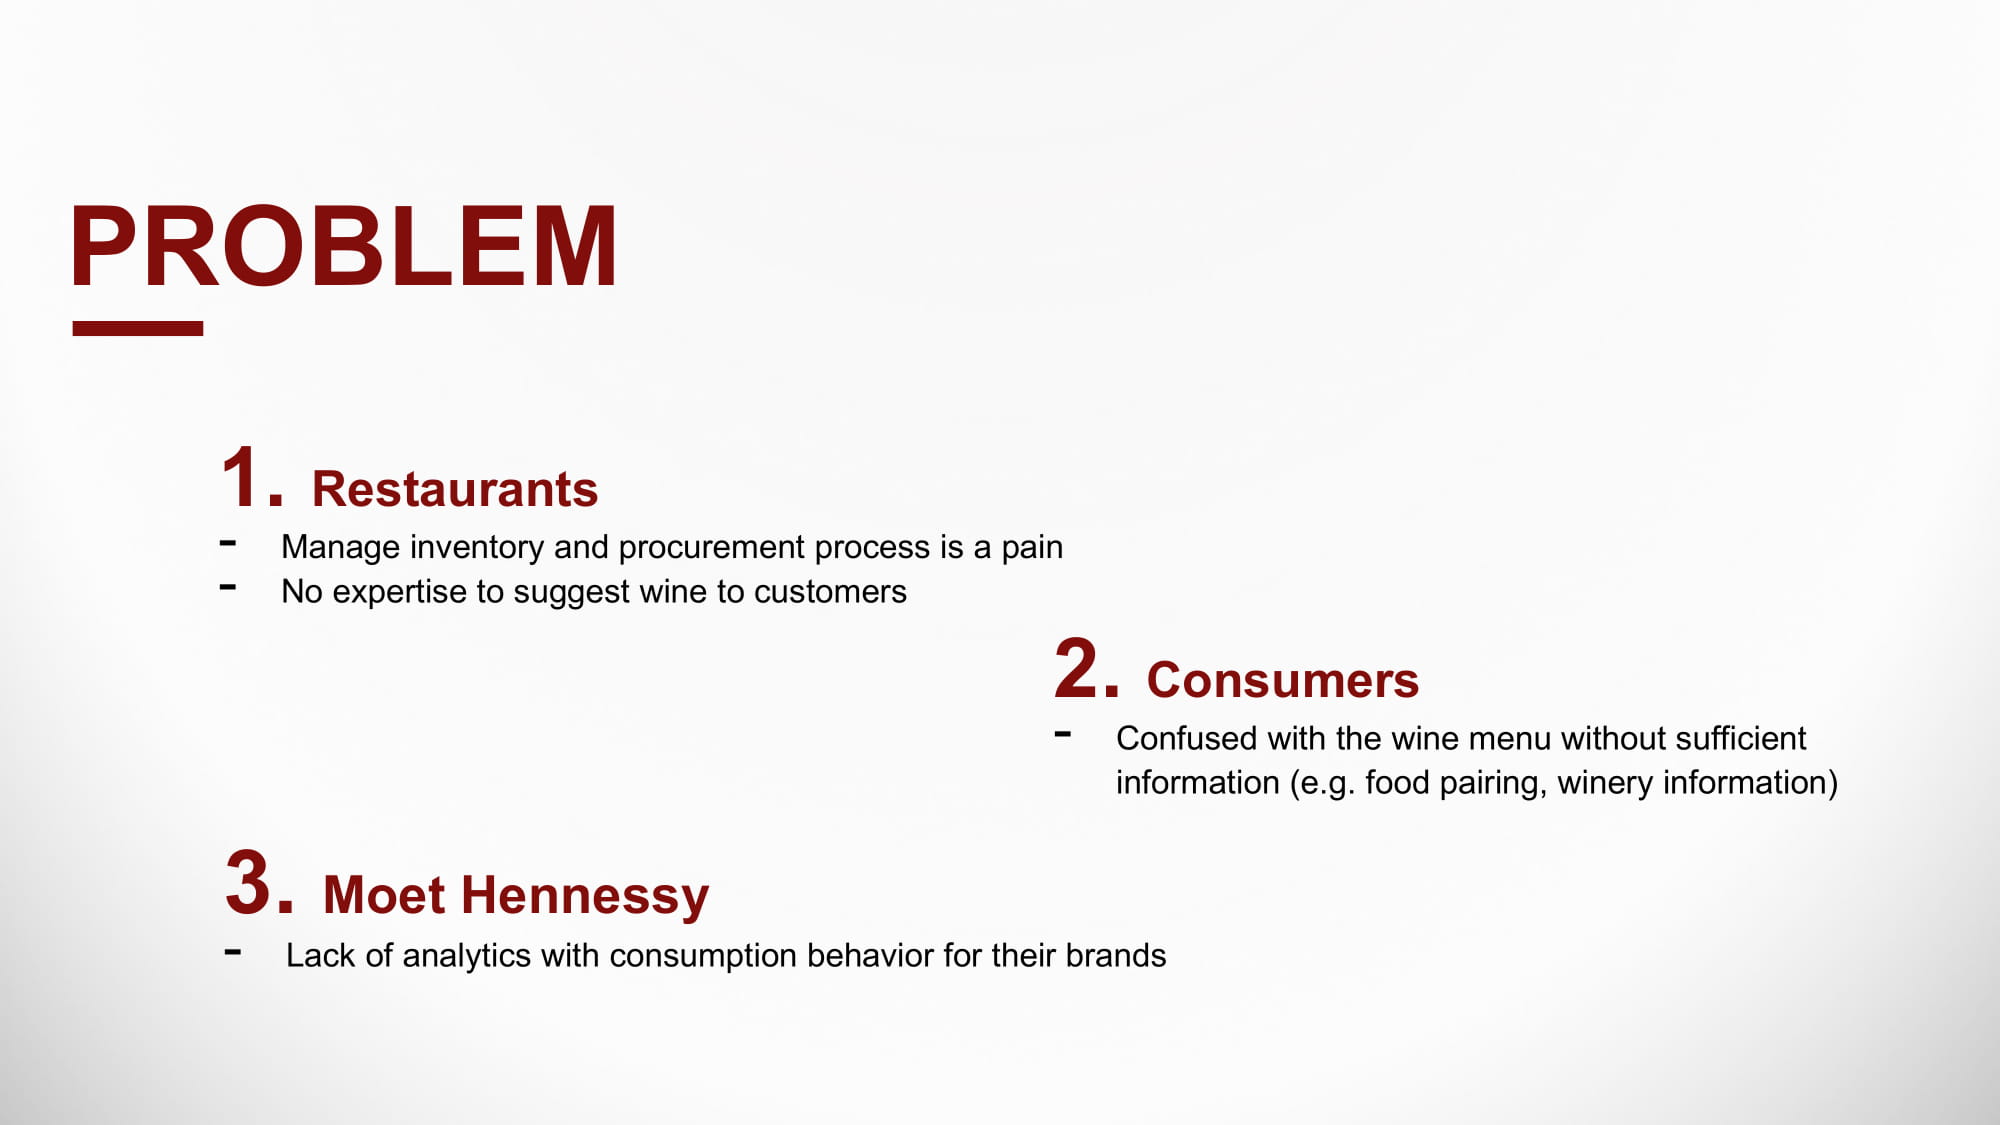 PROBLEM
1. Restaurants
- Manage inventory and procurement process is a pain
- No expertise to suggest wine to customers
2. Consumers
- Confused with the wine menu without sufficient
information (e.g. food pairing, winery information)
3. Moet Hennessy
- Lack of analytics with consumption behavior for their brands